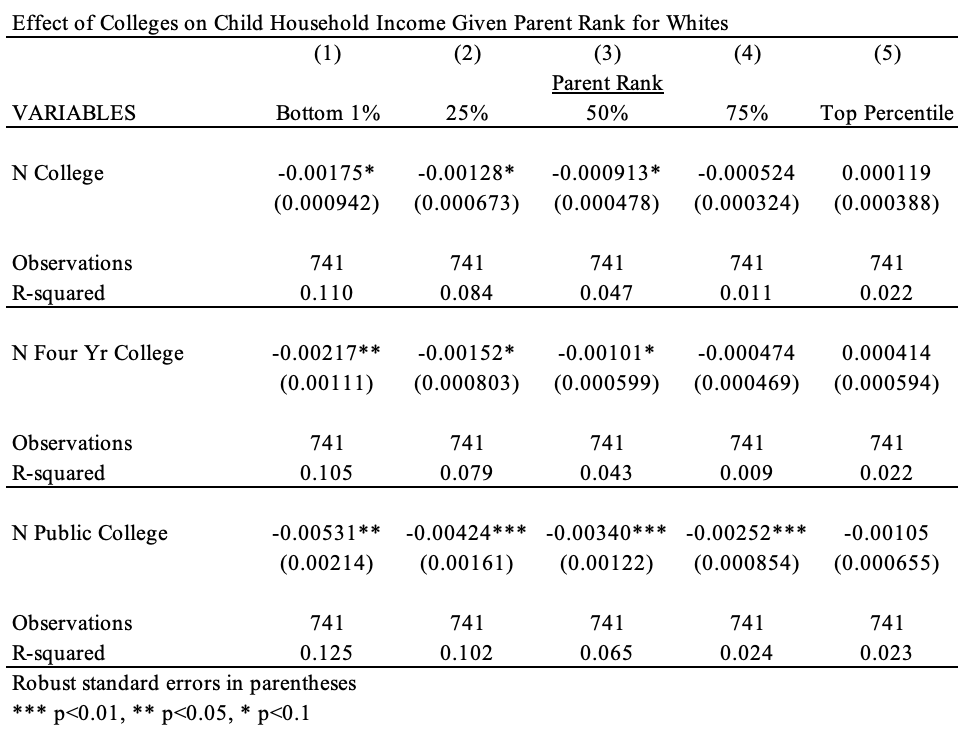 Effect of Colleges on Child Household Income Given Parent Rank for Whites
(1) (2) (3) (4) (5)
Parent Rank
VARIABLES Bottom 1% 25% 50% 75% Top Percentile
N College -0.00175* -0.00128* -0.000913* -0.000524 0.000119
(0.000942) (0.000673) (0.000478) (0.000324) (0.000388)
Observations 741 741 741 741 741
R-squared 0.110 0.084 0.047 0.011 0.022
N Four Yr College -0.00217** -0.00152* -0.00101* -0.000474 0.000414
(0.00111) (0.000803) (0.000599) (0.000469) (0.000594)
Observations 741 741 741 741 741
R-squared 0.105 0.079 0.043 0.009 0.022
N Public College -0.00531** -0.00424*** -0.00340*** -0.00252*** -0.00105
(0.00214) (0.00161) (0.00122) (0.000854) (0.000655)
Observations 741 741 741 741 741
R-squared 0.125 0.102 0.065 0.024 0.023
Robust standard errors in parentheses
*** p<0.01, ** p<0.05, * p<0.1